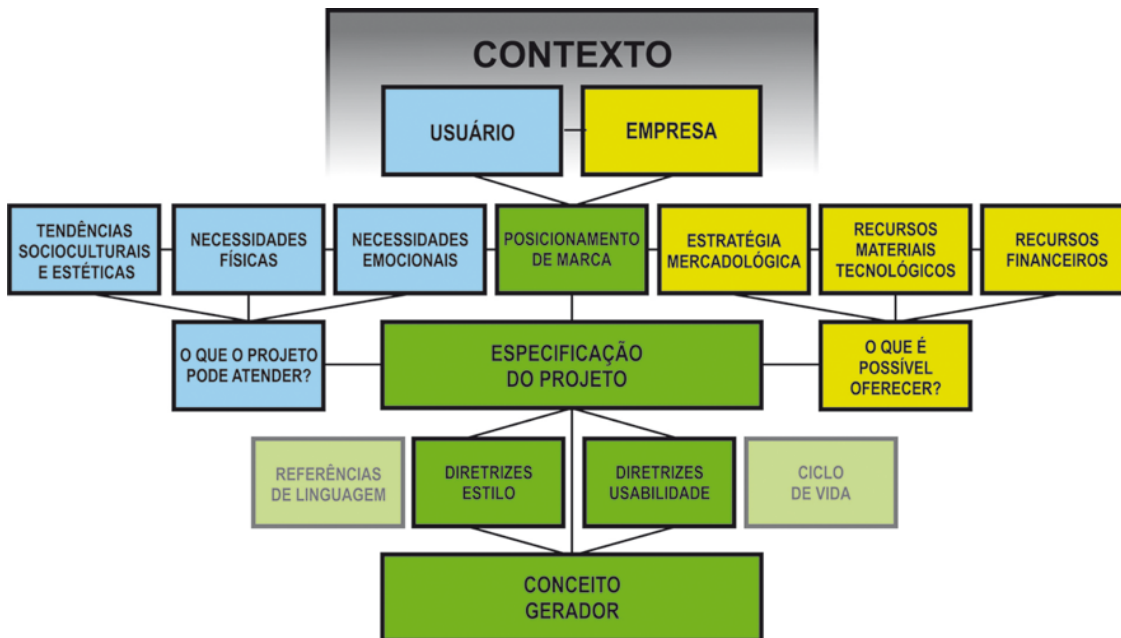 CONTEXTO
USUÁRIO
EMPRESA
TENDÊNCIAS
SOCIOCULTURAIS
E ESTÉTICAS
NECESSIDADES
FÍSICAS
NECESSIDADES
EMOCIONAIS
POSICIONAMENTO
DE MARCA
ESTRATÉGIA
MERCADOLÓGICA
RECURSOS
MATERIAIS
TECNOLÓGICOS
RECURSOS
FINANCEIROS
O QUE O PROJETO
PODE ATENDER?
ESPECIFICAÇÃO
DO PROJETO
O QUE É
POSSÍVEL
OFERECER?
REFERÊNCIAS
DE LINGUAGEM
DIRETRIZES
ESTILO
DIRETRIZES
USABILIDADE
CICLO
DE VIDA
CONCEITO
GERADOR